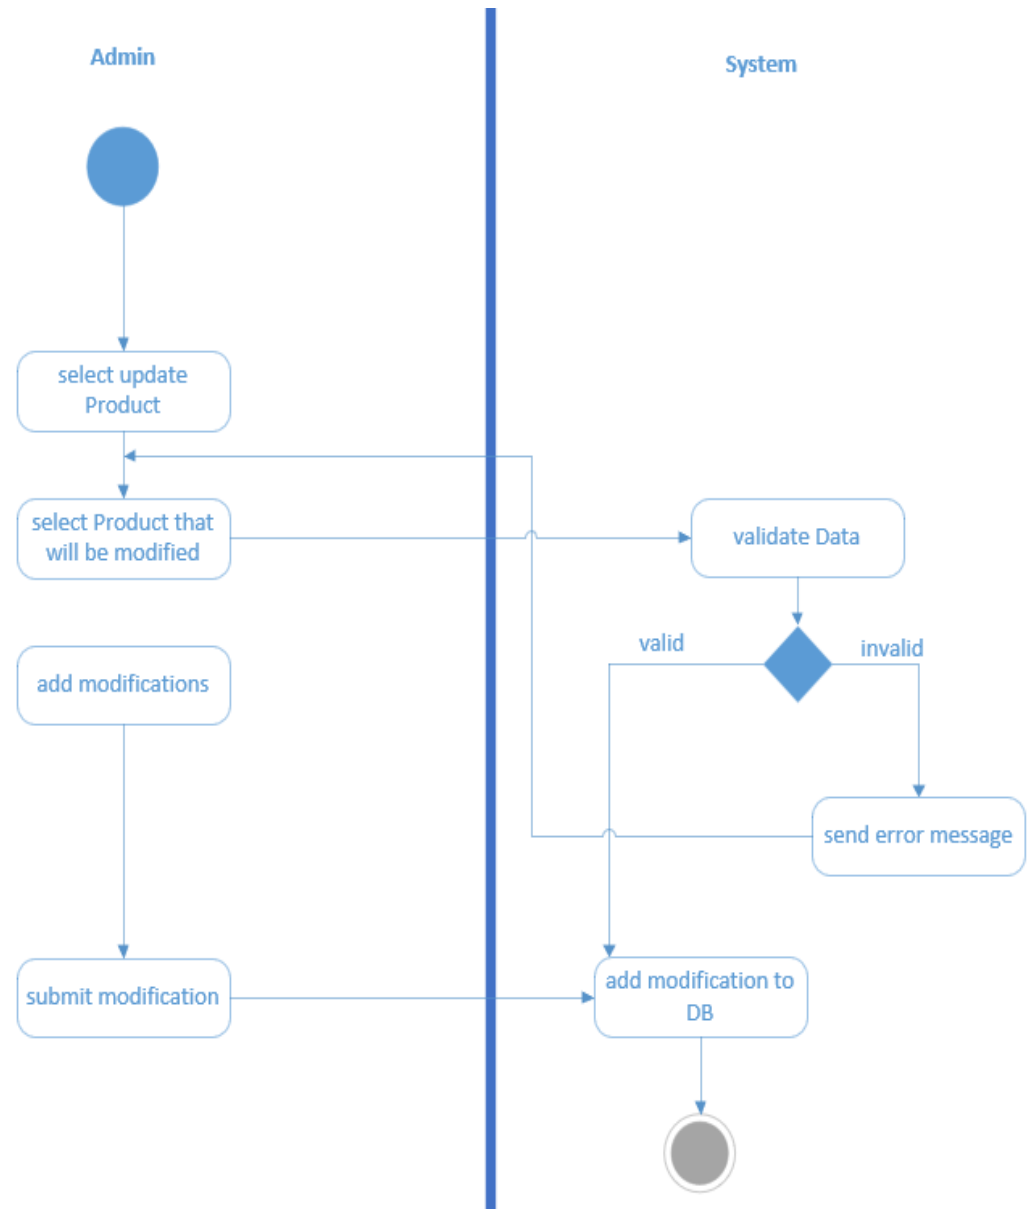 Admin
System
select update
Product
select Product that
will be modified
validate Data
valid
invalid
add modifications
send error message
submit modification
add modification to
DB